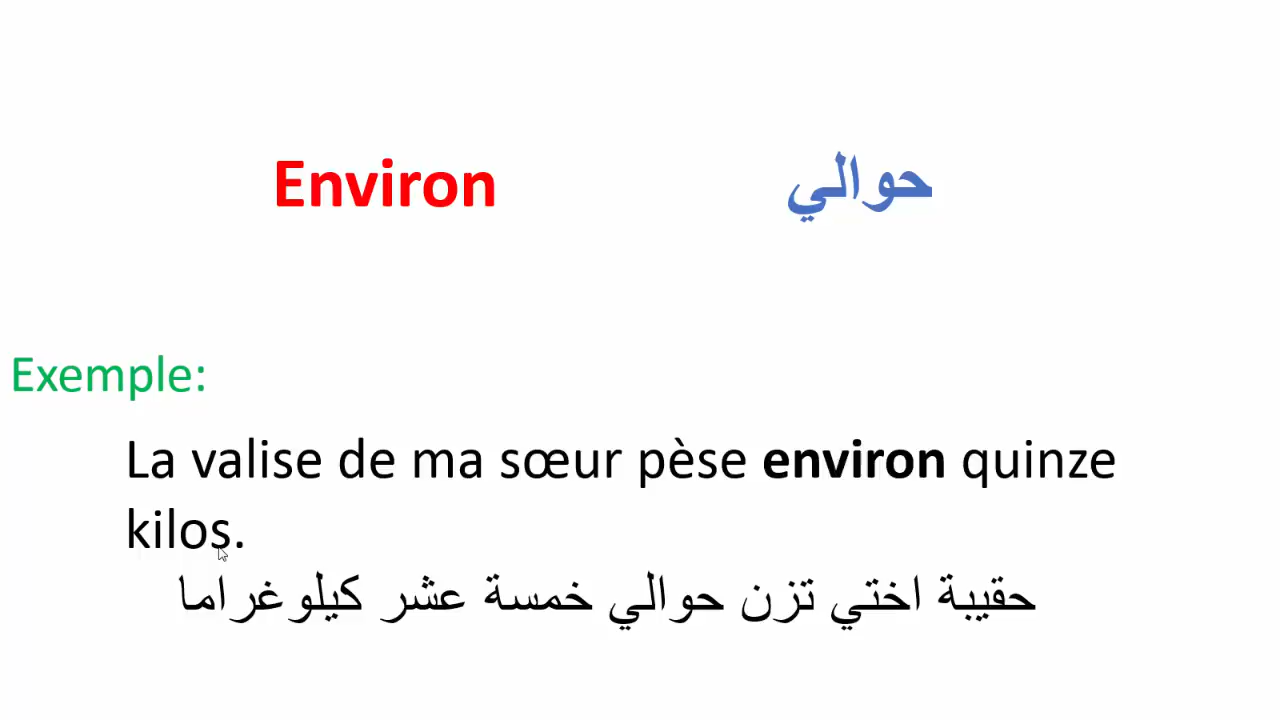 Environ
حوالي
Exemple:
La valise de ma sœur pèse environ quinze
kilos.
حقيبة اختي تزن حوالي خمسة عشر كيلوغراما